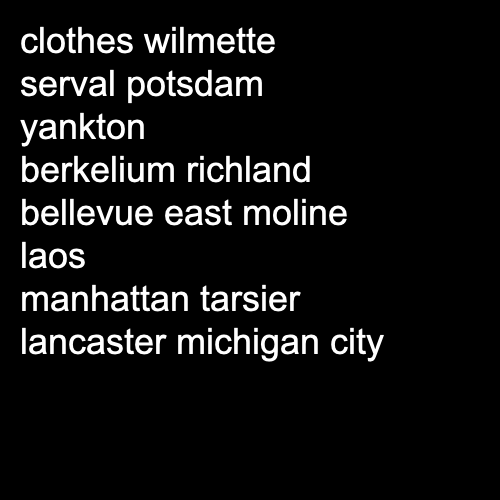 clothes wilmette
serval potsdam
yankton
berkelium richland
bellevue east moline
laos
manhattan tarsier
lancaster michigan city